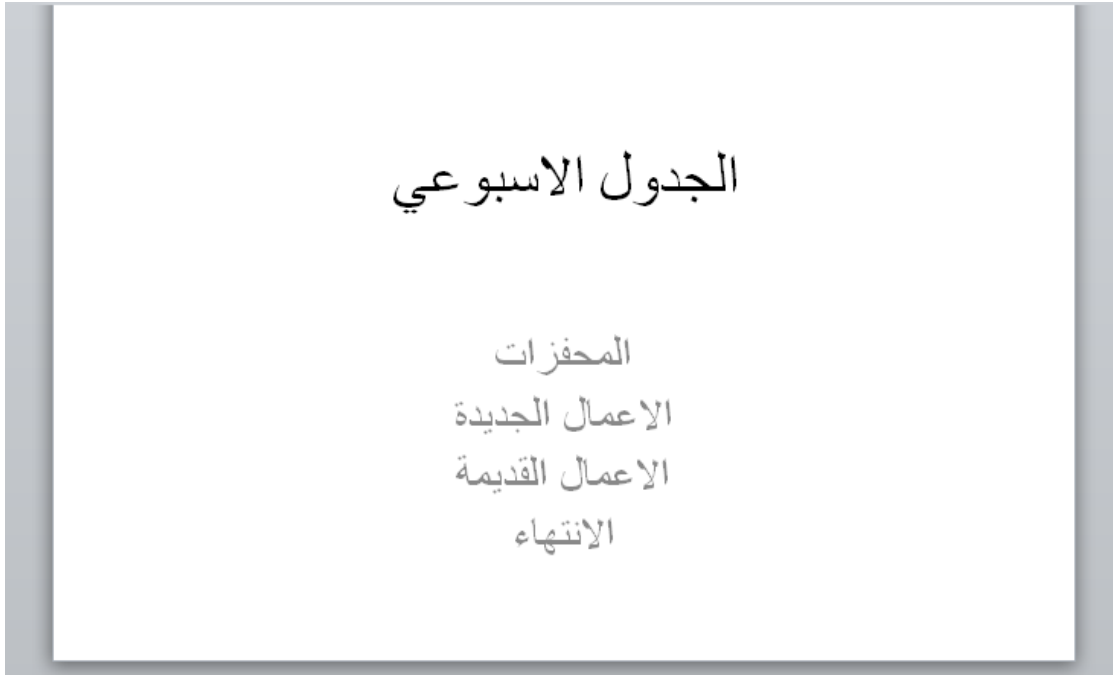 الجدول الاسبوعي
المحفزات
الاعمال الجديدة
الاعمال القديمة
الانتهاء